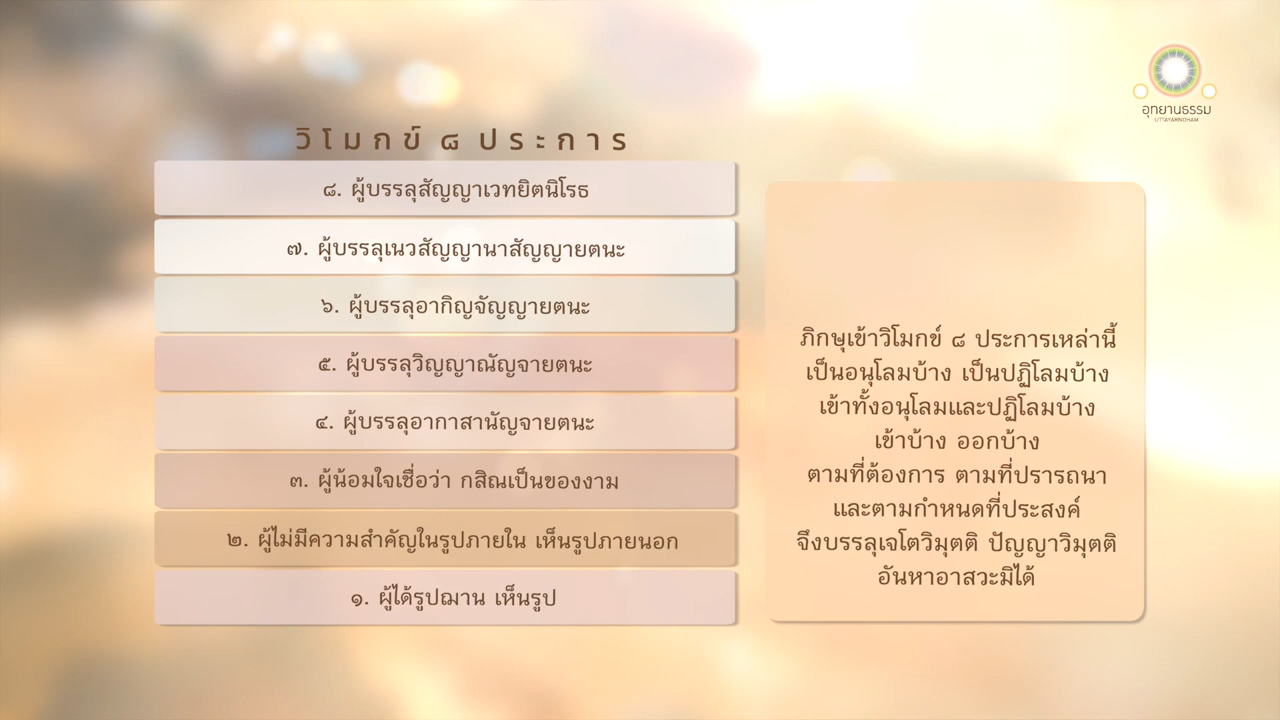 อุทยานธรรม
UTTAYARNDHAM
วิโมกข์ ๘ ประการ
๘. ผู้บรรลุสัญญาเวทยิตนิโรธ
๗. ผู้บรรลุเนวสัญญานาสัญญายตนะ
๖. ผู้บรรลุอากิญจัญญายตนะ
๕. ผู้บรรลุวิญญาณัญจายตนะ
๔. ผู้บรรลุอากาสานัญจายตนะ
๓. ผู้น้อมใจเชื่อว่า กสิณเป็นของงาม
๒. ผู้ไม่มีความสำคัญในรูปภายใน เห็นรูปภายนอก
๑. ผู้ได้รูปฌาน เห็นรูป
ภิกษุเข้าวิโมกข์ ๘ ประการเหล่านี้
เป็นอนุโลมบ้าง เป็นปฏิโลมบ้าง
เข้าทั้งอนุโลมและปฏิโลมบ้าง
เข้าบ้าง ออกบ้าง
ตามที่ต้องการ ตามที่ปรารถนา
และตามกำหนดที่ประสงค์
จึงบรรลุเจโตวิมุตติ ปัญญาวิมุตติ
อันหาอาสวะมิได้